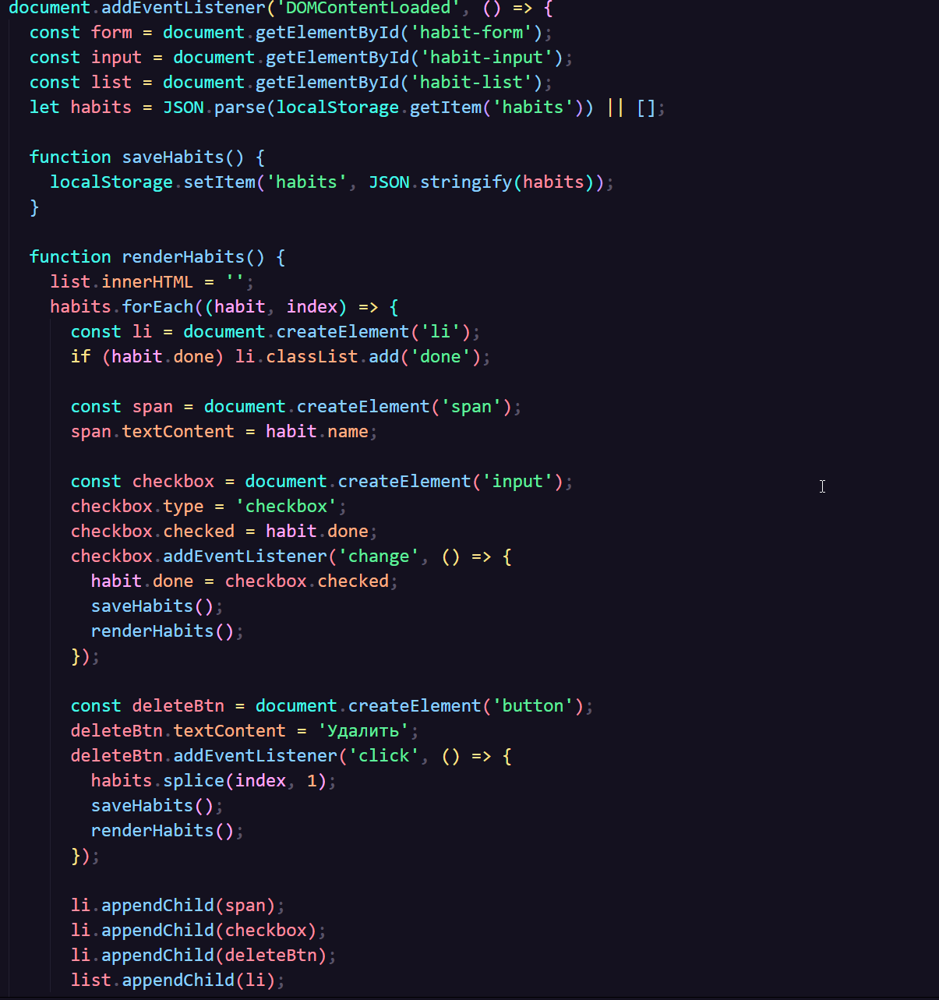 document.addEventListener('DOMContentLoaded', () => {
const form = document.getElementById('habit-form');
const input = document.getElementById('habit-input');
const list = document.getElementById('habit-list');
let habits = JSON.parse(localStorage.getItem('habits')) || [];
function saveHabits() {
localStorage.setItem('habits', JSON.stringify(habits));
}
function renderHabits() {
list.innerHTML = '';
habits.forEach((habit, index) => {
const li = document.createElement('li');
if (habit.done) li.classList.add('done');
const span = document.createElement('span');
span.textContent = habit.name;
const checkbox = document.createElement('input');
checkbox.type = 'checkbox';
checkbox.checked = habit.done;
checkbox.addEventListener('change', () => {
habit.done = checkbox.checked;
saveHabits();
renderHabits();
});
const deleteBtn = document.createElement('button');
deleteBtn.textContent = 'Удалить';
deleteBtn.addEventListener('click', () => {
habits.splice(index, 1);
saveHabits();
renderHabits();
});
li.appendChild(span);
li.appendChild(checkbox);
li.appendChild(deleteBtn);
list.appendChild(li);